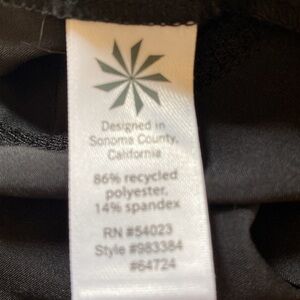 Designed in
Sonoma County,
California
86% recycled
polyester,
14% spandex
RN #54023
Style #983384
#64724